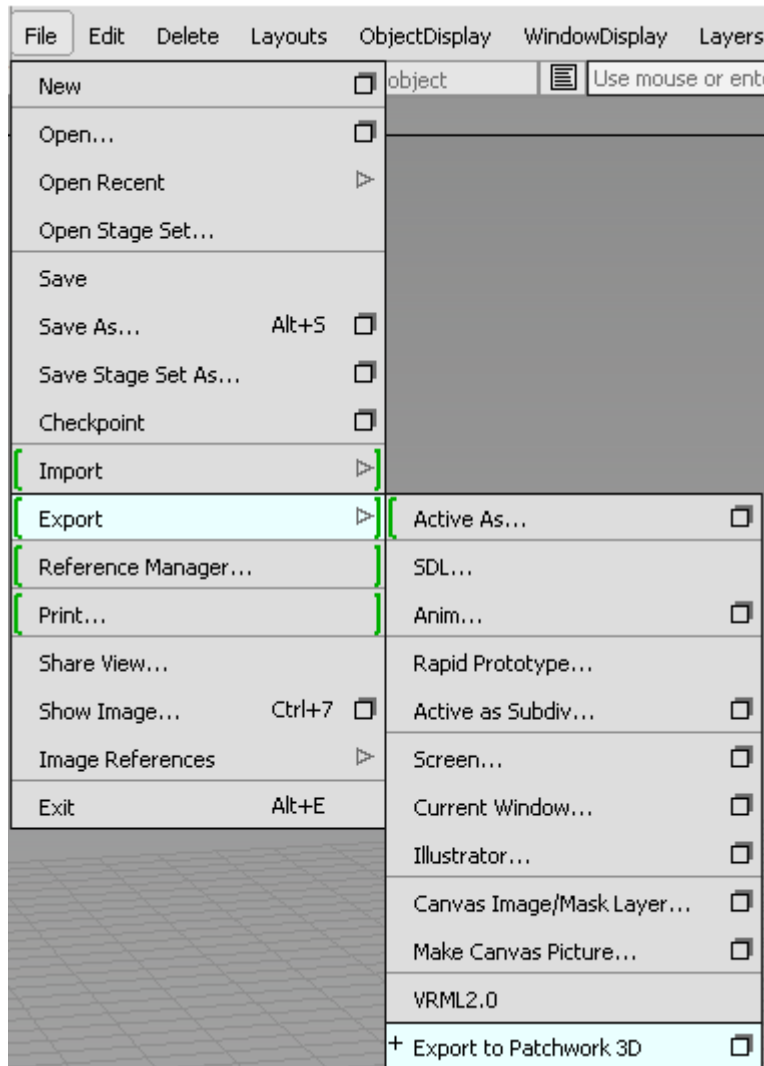 File Edit Delete Layouts ObjectDisplay WindowDisplay Layers
object Use mouse or ent
New
Open...
Open Recent
Open Stage Set...
Save
Save As... Alt+S
Save Stage Set As...
Checkpoint
Import
Export
Reference Manager...
Print...
Share View...
Show Image... Ctrl+7
Image References
Exit Alt+E
Active As...
SDL...
Anim...
Rapid Prototype...
Active as Subdiv...
Screen...
Current Window...
Illustrator...
Canvas Image/Mask Layer...
Make Canvas Picture...
VRML2.0
+ Export to Patchwork 3D